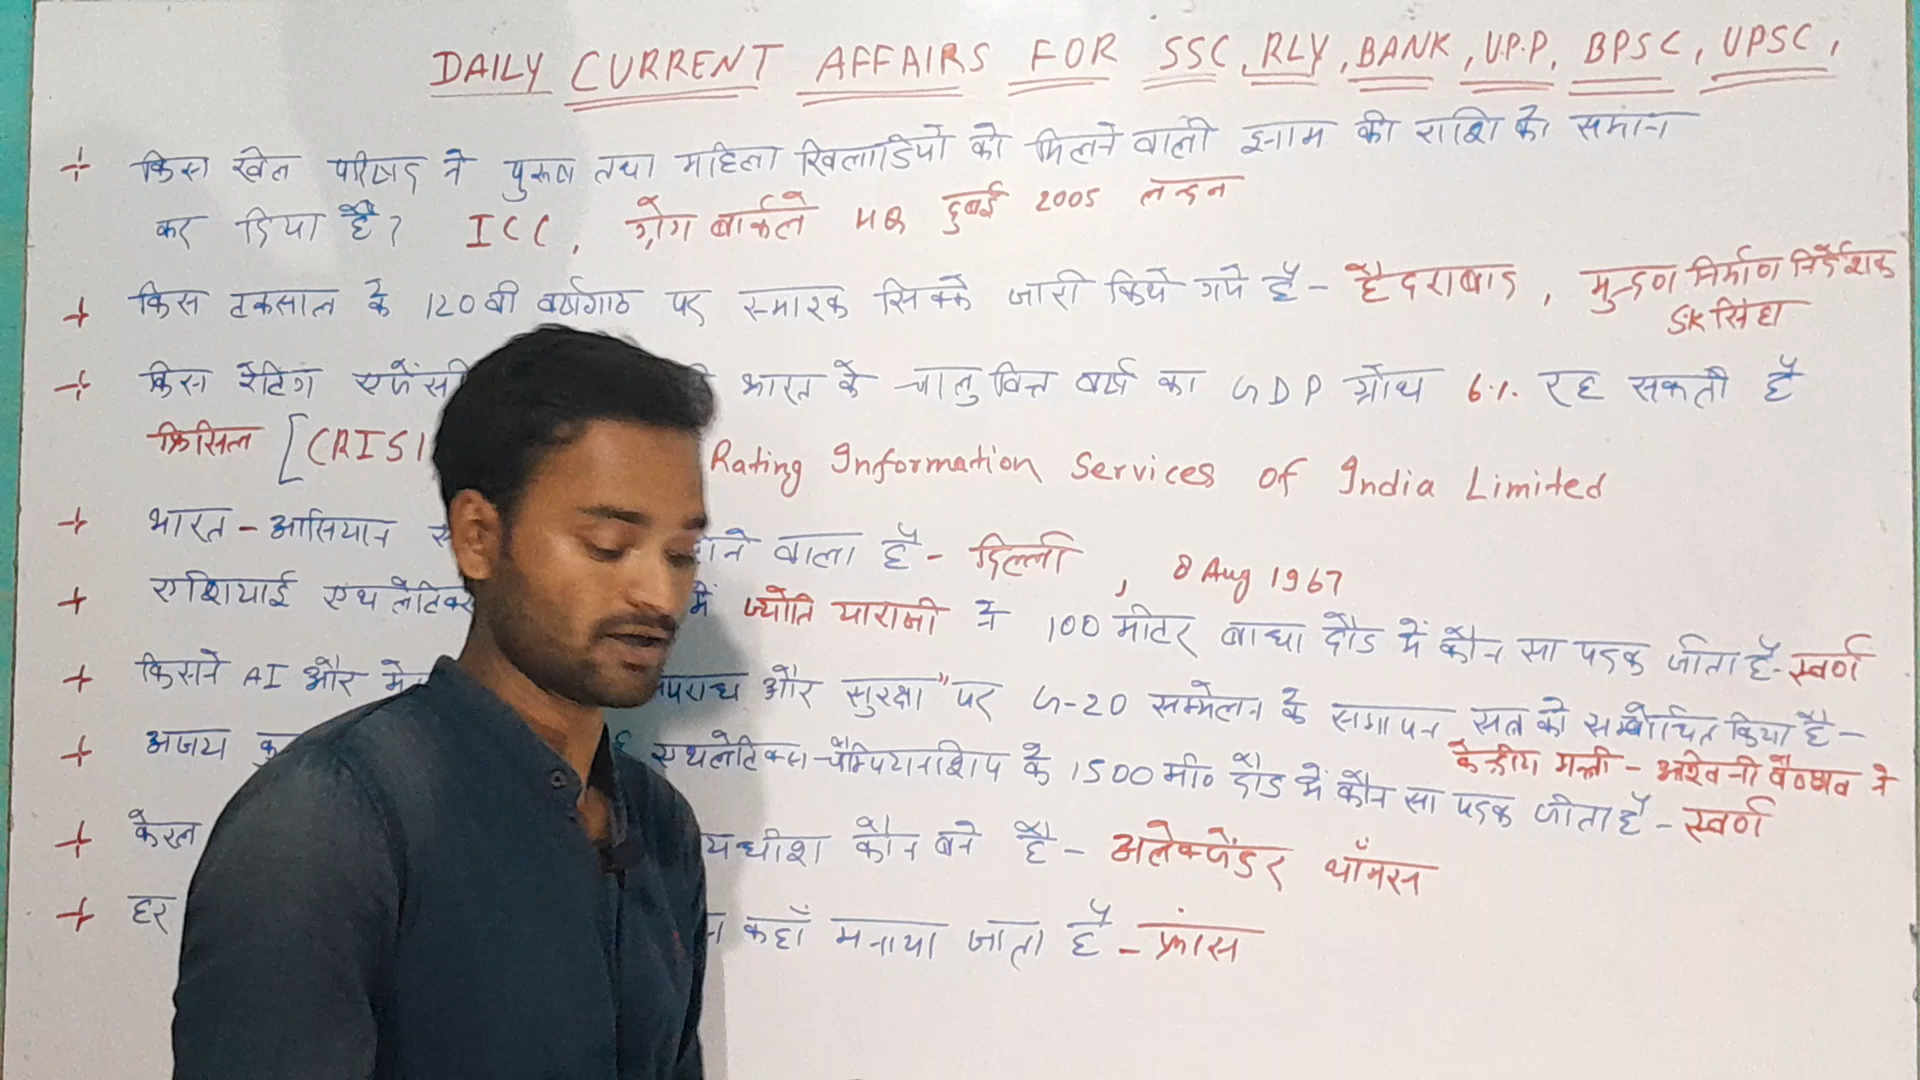 DAILY CURRENT AFFAIRS FOR SSC, RLY, BANK, U.P.P, BPSC, UPSC,
किस खेल परिषद ने पुरुष तथा महिला खिलाडियो को मिलने वाली इनाम की राशि को समान
कर दिया है? ICC, ग्रेग बार्कले HQ दुबई 2005 लन्दन
किस टकसाल के 120 वी वर्षगाठ पर स्मारक सिक्के जारी किये गये है - हैदराबाद, मुद्रण निर्माण निर्देशक
SK सिंहा
किस रेटिंग एजेंसी भारत के चालु वित्त वर्ष का GDP ग्रोथ 6%. रह सकती है
क्रिसिल [CRISI Rating Information Services of India Limited
भारत - आसियान होने वाला है - दिल्ली, 8 Aug 1967
एशियाई एथलेटिक्स में ज्योति याराजी ने 100 मीटर बाधा दौड में कौन सा पदक जीता है - स्वर्ण
किसने AI और मे पराध और सुरक्षा" पर G-20 सम्मेलन के समापन सत्र को सम्बोधित किया है -
केन्द्रीय मन्त्री - अश्विनी वैष्णव ने
अजय कु एथलेटिक्स चैम्पियनशिप के 1500 मी० दौड में कौन सा पदक जीता है - स्वर्ण
केरल यधीश कौन बने है - अलेक्जेंडर थॉमस
हर न कहाँ मनाया जाता है - फ्रांस